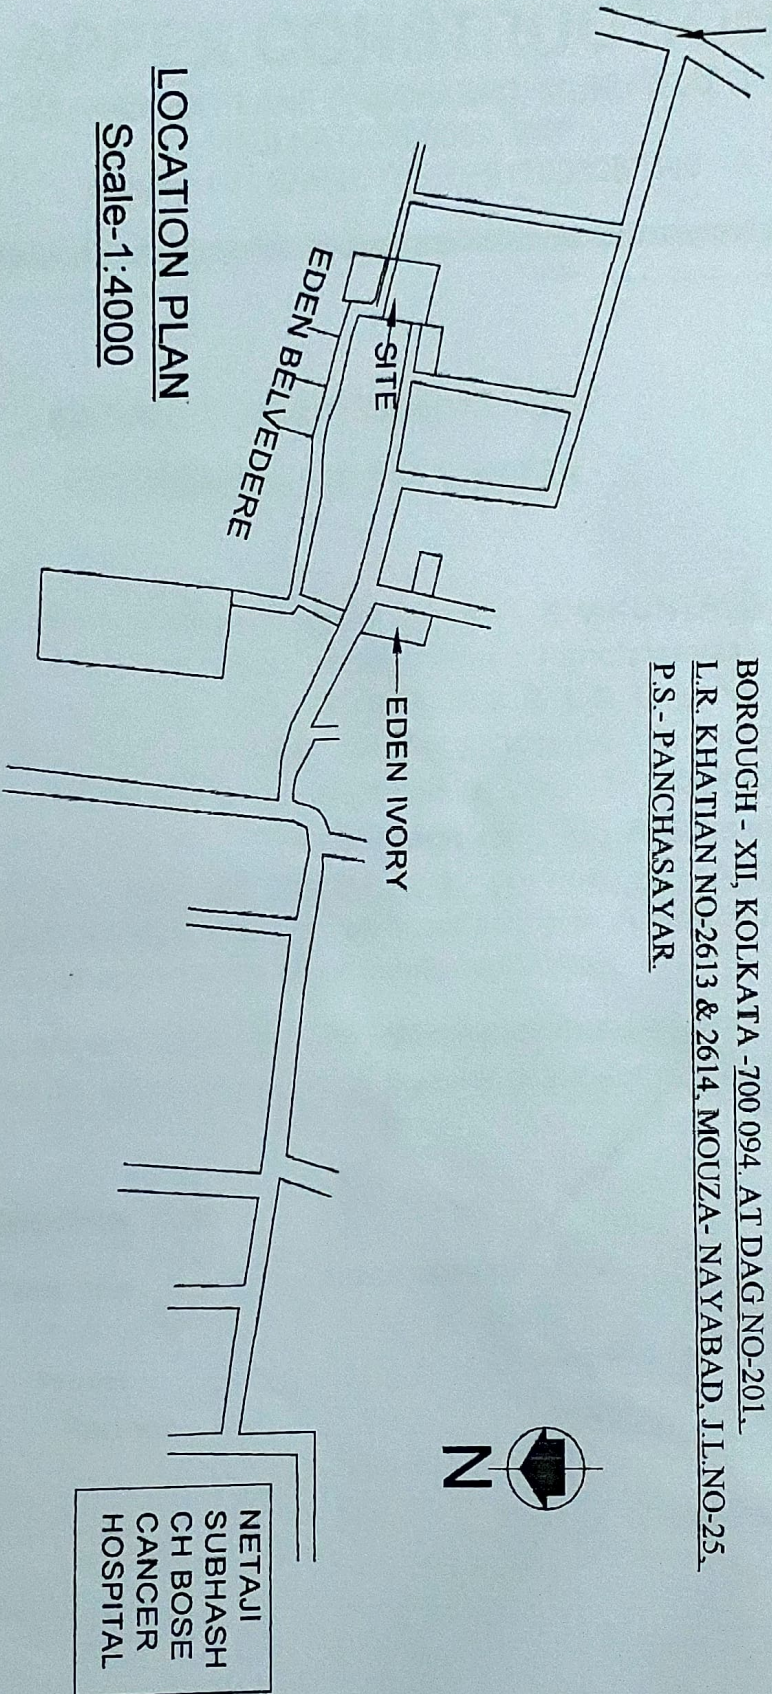 BOROUGH - XII, KOLKATA -700 094. AT DAG NO-201,
L.R. KHATIAN NO-2613 & 2614, MOUZA- NAYABAD, J.L.NO-25,
P.S.- PANCHASAYAR.
SITE
EDEN BELVEDERE
EDEN IVORY
N
NETAJI
SUBHASH
CH BOSE
CANCER
HOSPITAL
LOCATION PLAN
Scale-1:4000